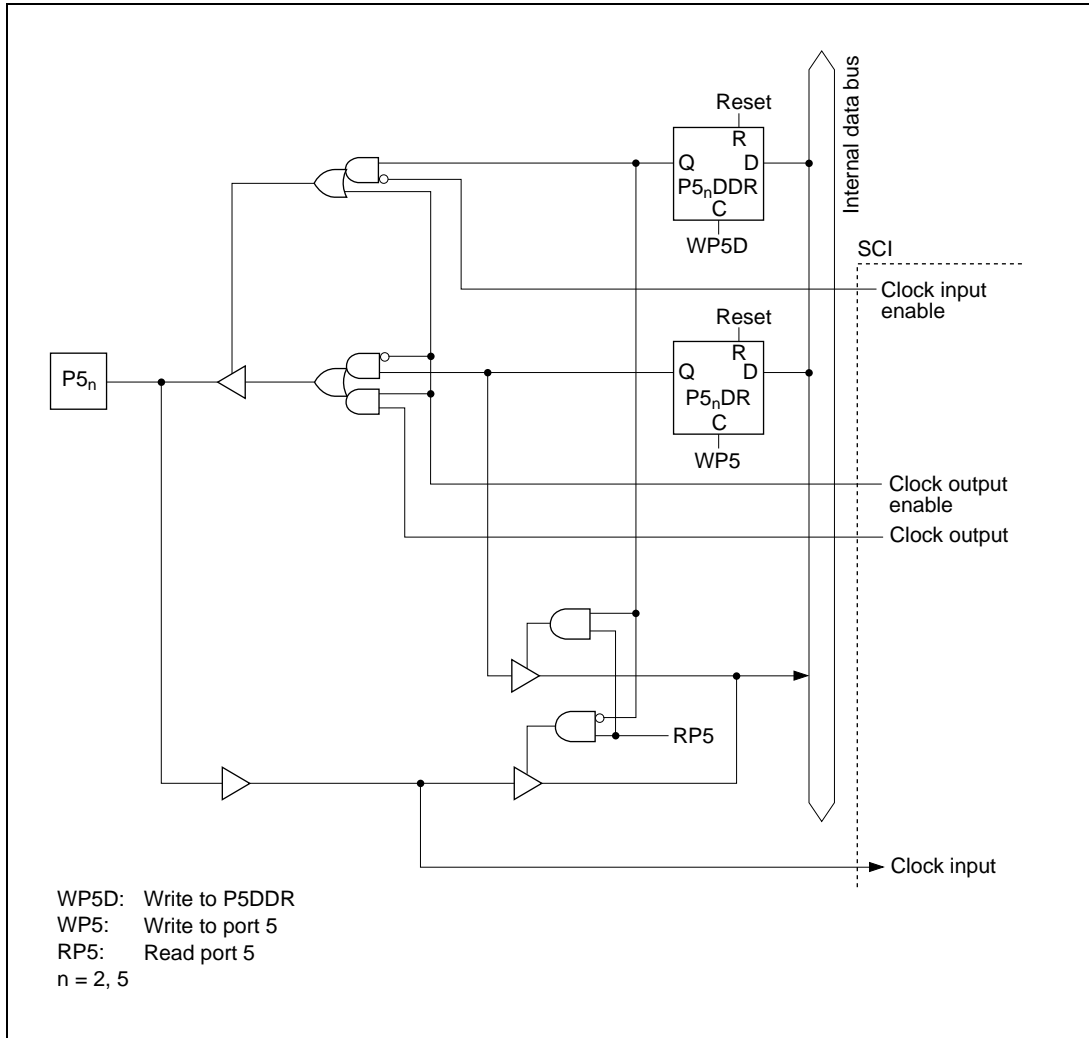 Internal data bus
Reset
R
Q D
P5nDDR
C
WP5D
SCI
Clock input
enable
Reset
R
P5n
Q D
P5nDR
C
WP5
Clock output
enable
Clock output
RP5
Clock input
WP5D: Write to P5DDR
WP5: Write to port 5
RP5: Read port 5
n = 2, 5